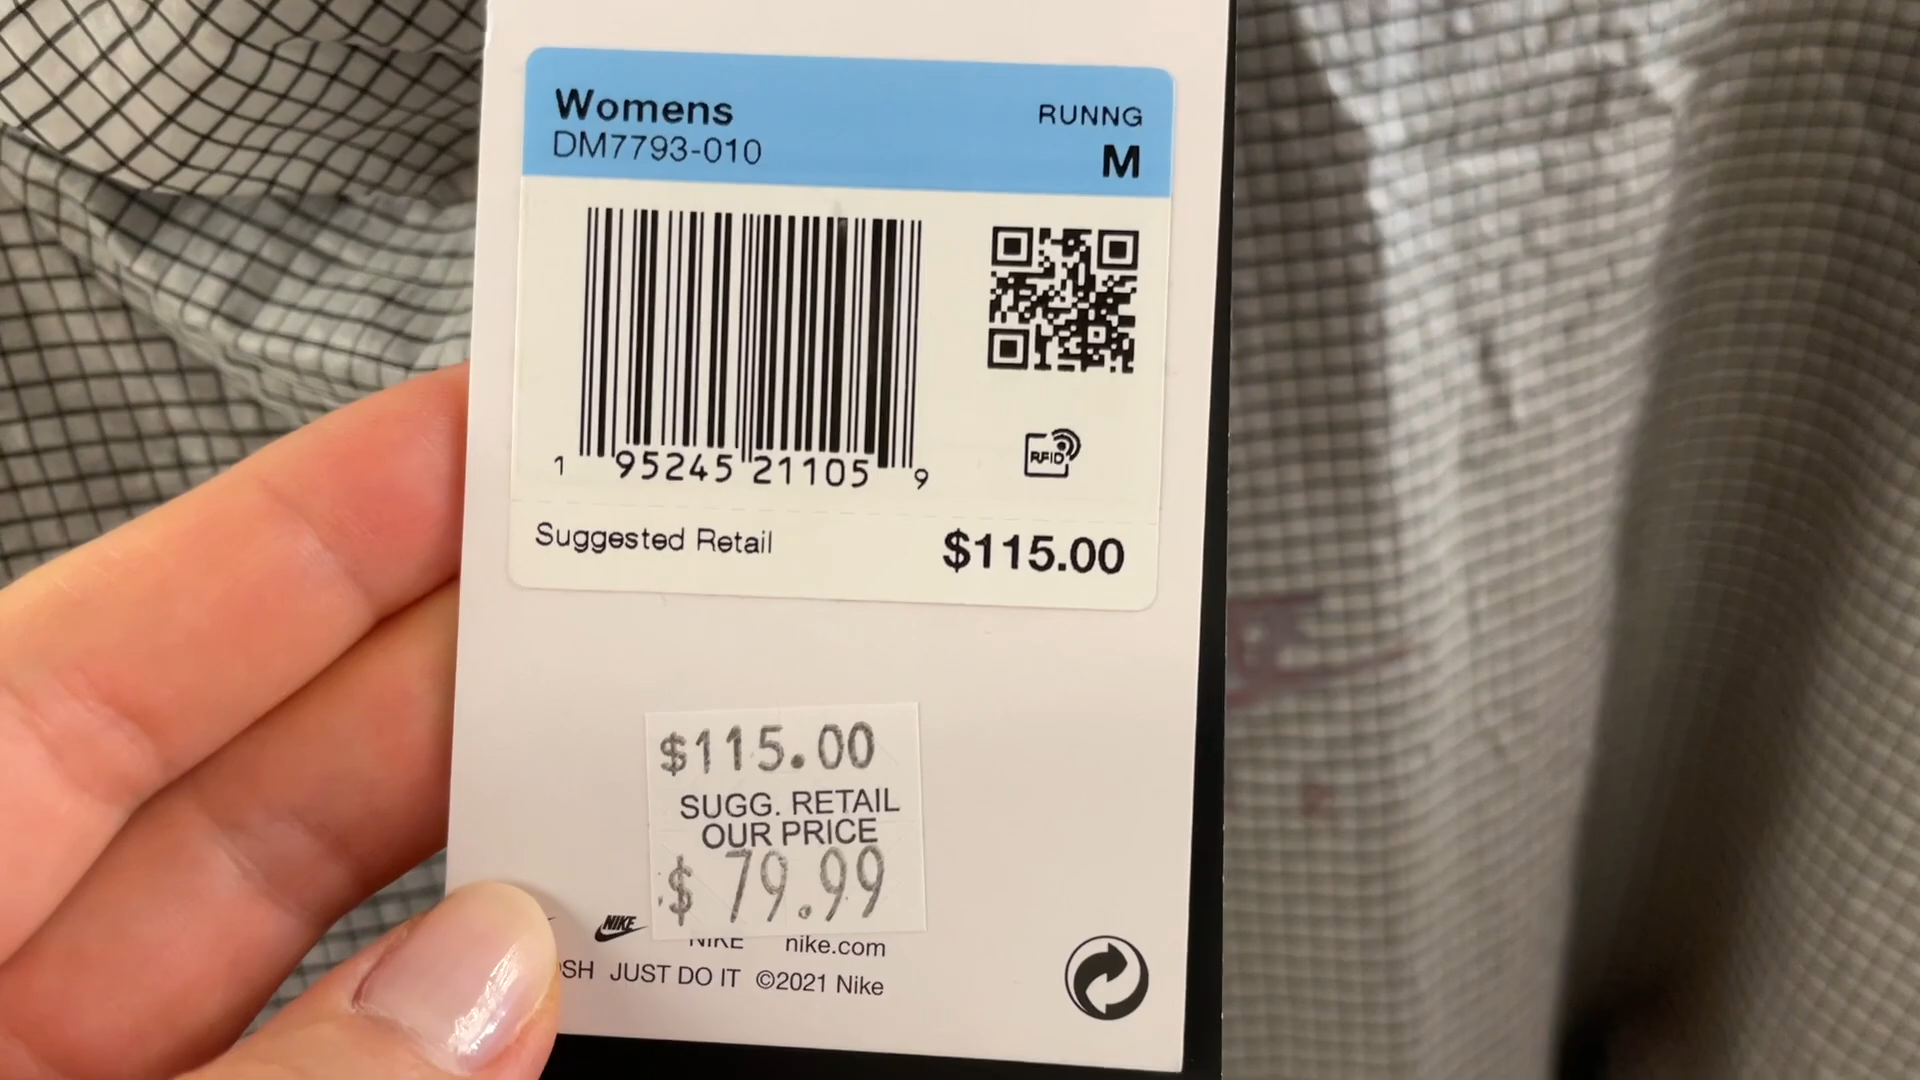 Womens RUNNG
DM7793-010 M
1 95245 21105 9
RFID
Suggested Retail $115.00
$115.00
SUGG. RETAIL
OUR PRICE
$ 79.99
NIKE
NIKE nike.com
JUST DO IT ©2021 Nike